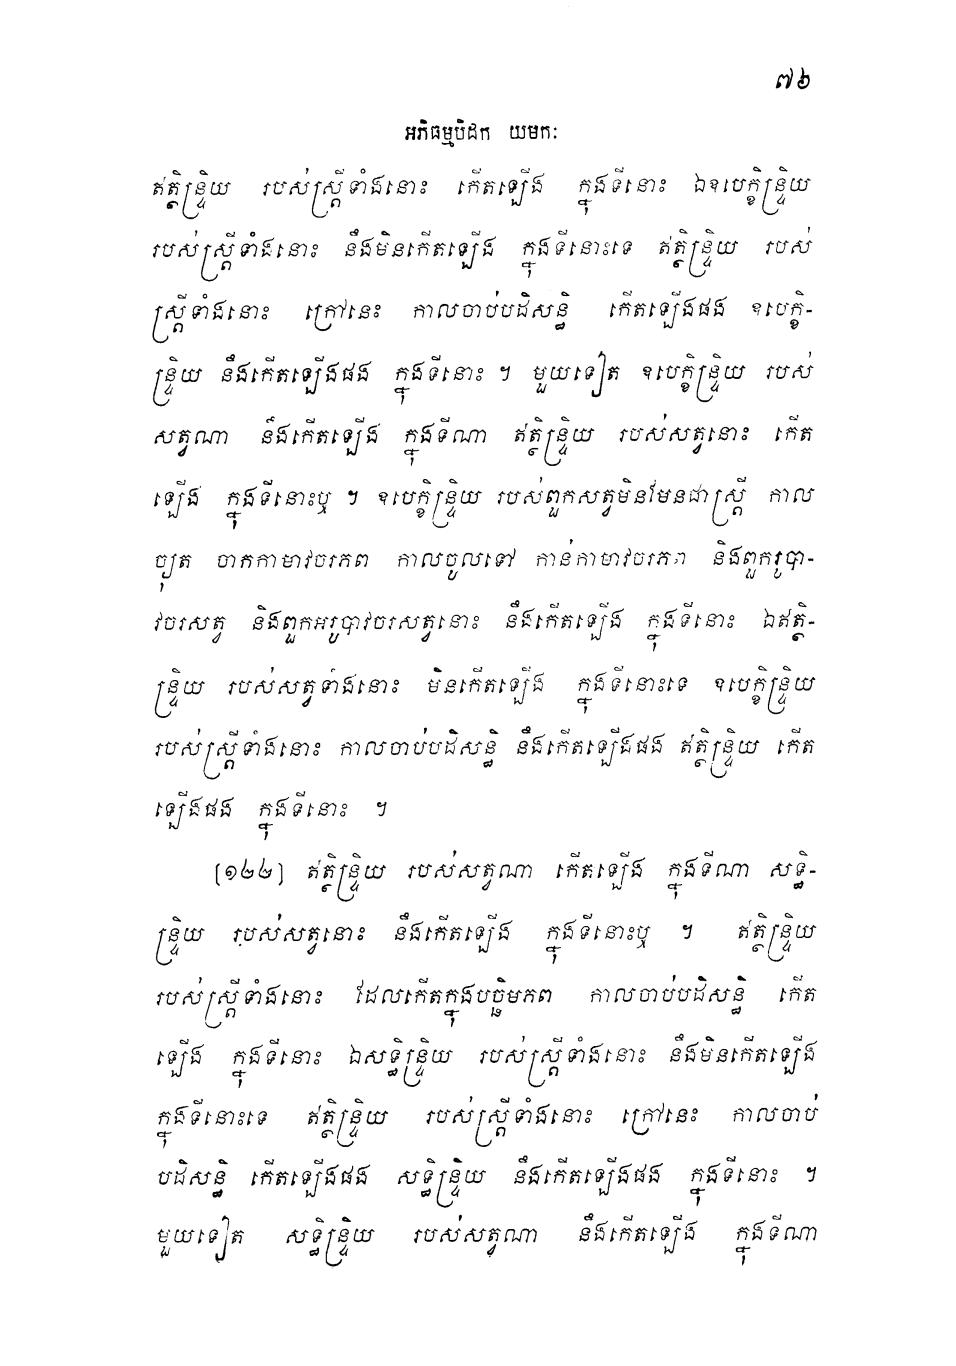 ៧៦
អភិធម្មបិដក យមកៈ
ឥត្ថិន្ទ្រិយ របស់ស្ត្រីទាំងនោះ កើតឡើង ក្នុងទីនោះ ឯឧបេក្ខិន្ទ្រិយ
របស់ស្ត្រីទាំងនោះ នឹងមិនកើតឡើង ក្នុងទីនោះទេ ឥត្ថិន្ទ្រិយ របស់
ស្ត្រីទាំងនោះ ក្រៅនេះ កាលចាប់បដិសន្ធិ កើតឡើងផង ឧបេក្ខិ-
ន្ទ្រិយ នឹងកើតឡើងផង ក្នុងទីនោះ ។ មួយទៀត ឧបេក្ខិន្ទ្រិយ របស់
សត្វណា នឹងកើតឡើង ក្នុងទីណា ឥត្ថិន្ទ្រិយ របស់សត្វនោះ កើត
ឡើង ក្នុងទីនោះឬ ។ ឧបេក្ខិន្ទ្រិយ របស់ពួកសត្វមិនមែនជាស្ត្រី កាល
ច្យុត ចាកកាមាវចរភព កាលចូលទៅ កាន់កាមាវចរភព និងពួករូបា-
វចរសត្វ និងពួកអរូបាវចរសត្វនោះ នឹងកើតឡើង ក្នុងទីនោះ ឯឥត្ថិ-
ន្ទ្រិយ របស់សត្វទាំងនោះ មិនកើតឡើង ក្នុងទីនោះទេ ឧបេក្ខិន្ទ្រិយ
របស់ស្ត្រីទាំងនោះ កាលចាប់បដិសន្ធិ នឹងកើតឡើងផង ឥត្ថិន្ទ្រិយ កើត
ឡើងផង ក្នុងទីនោះ ។
[១៤៤] ឥត្ថិន្ទ្រិយ របស់សត្វណា កើតឡើង ក្នុងទីណា សទ្ធិ-
ន្ទ្រិយ របស់សត្វនោះ នឹងកើតឡើង ក្នុងទីនោះឬ ។ ឥត្ថិន្ទ្រិយ
របស់ស្ត្រីទាំងនោះ ដែលកើតក្នុងបច្ឆិមភព កាលចាប់បដិសន្ធិ កើត
ឡើង ក្នុងទីនោះ ឯសទ្ធិន្ទ្រិយ របស់ស្ត្រីទាំងនោះ នឹងមិនកើតឡើង
ក្នុងទីនោះទេ ឥត្ថិន្ទ្រិយ របស់ស្ត្រីទាំងនោះ ក្រៅនេះ កាលចាប់
បដិសន្ធិ កើតឡើងផង សទ្ធិន្ទ្រិយ នឹងកើតឡើងផង ក្នុងទីនោះ ។
មួយទៀត សទ្ធិន្ទ្រិយ របស់សត្វណា នឹងកើតឡើង ក្នុងទីណា